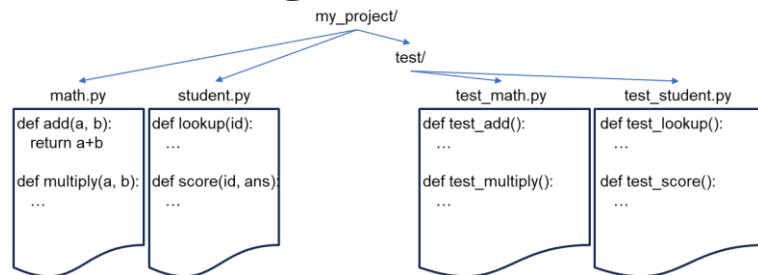 my_project/
test/
math.py
def add(a, b):
return a+b
def multiply(a, b):
...
student.py
def lookup(id):
...
def score(id, ans):
...
test_math.py
def test_add():
...
def test_multiply():
...
test_student.py
def test_lookup():
...
def test_score():
...